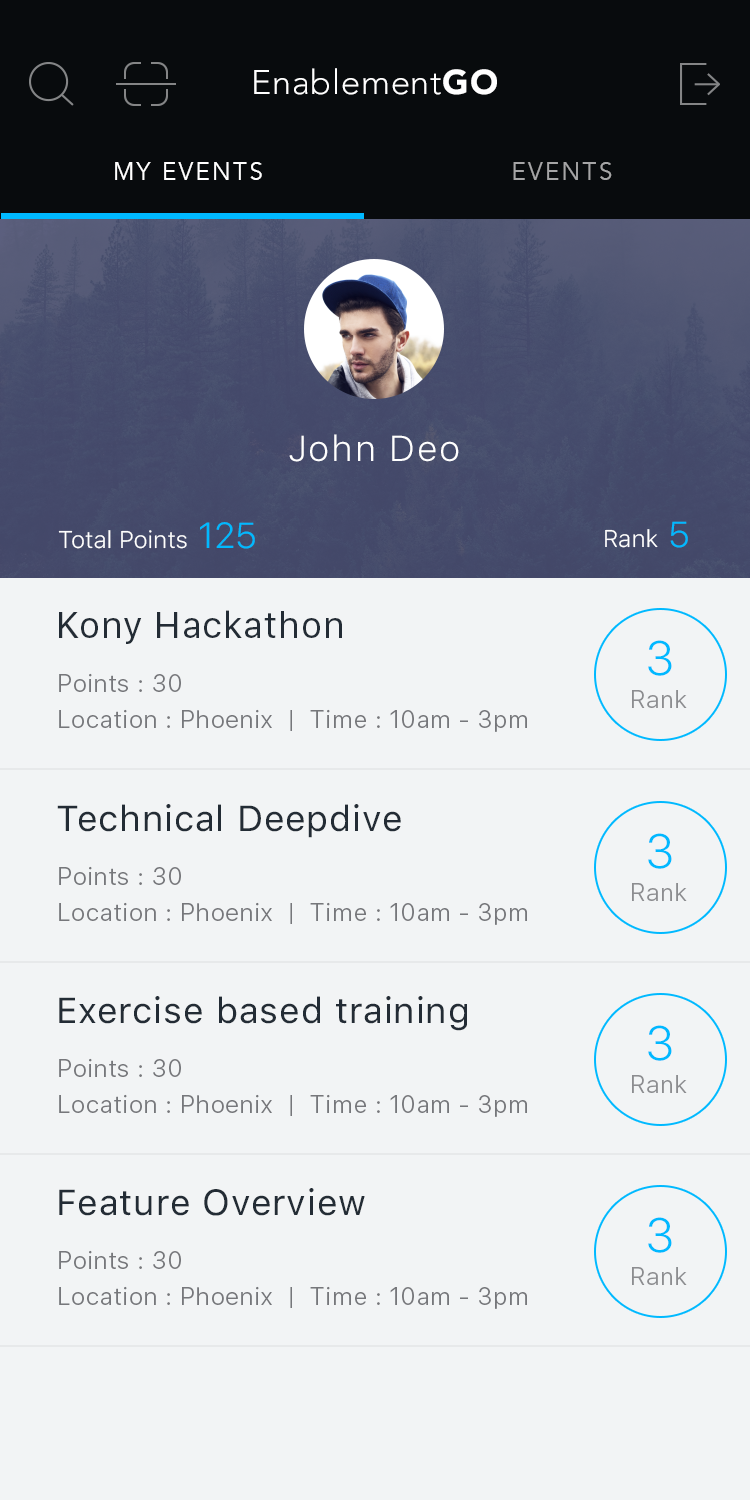 EnablementGO
MY EVENTS
EVENTS
John Deo
Total Points 125
Rank 5
Kony Hackathon
Points : 30
Location : Phoenix | Time : 10am - 3pm
3
Rank
Technical Deepdive
Points : 30
Location : Phoenix | Time : 10am - 3pm
3
Rank
Exercise based training
Points : 30
Location : Phoenix | Time : 10am - 3pm
3
Rank
Feature Overview
Points : 30
Location : Phoenix | Time : 10am - 3pm
3
Rank